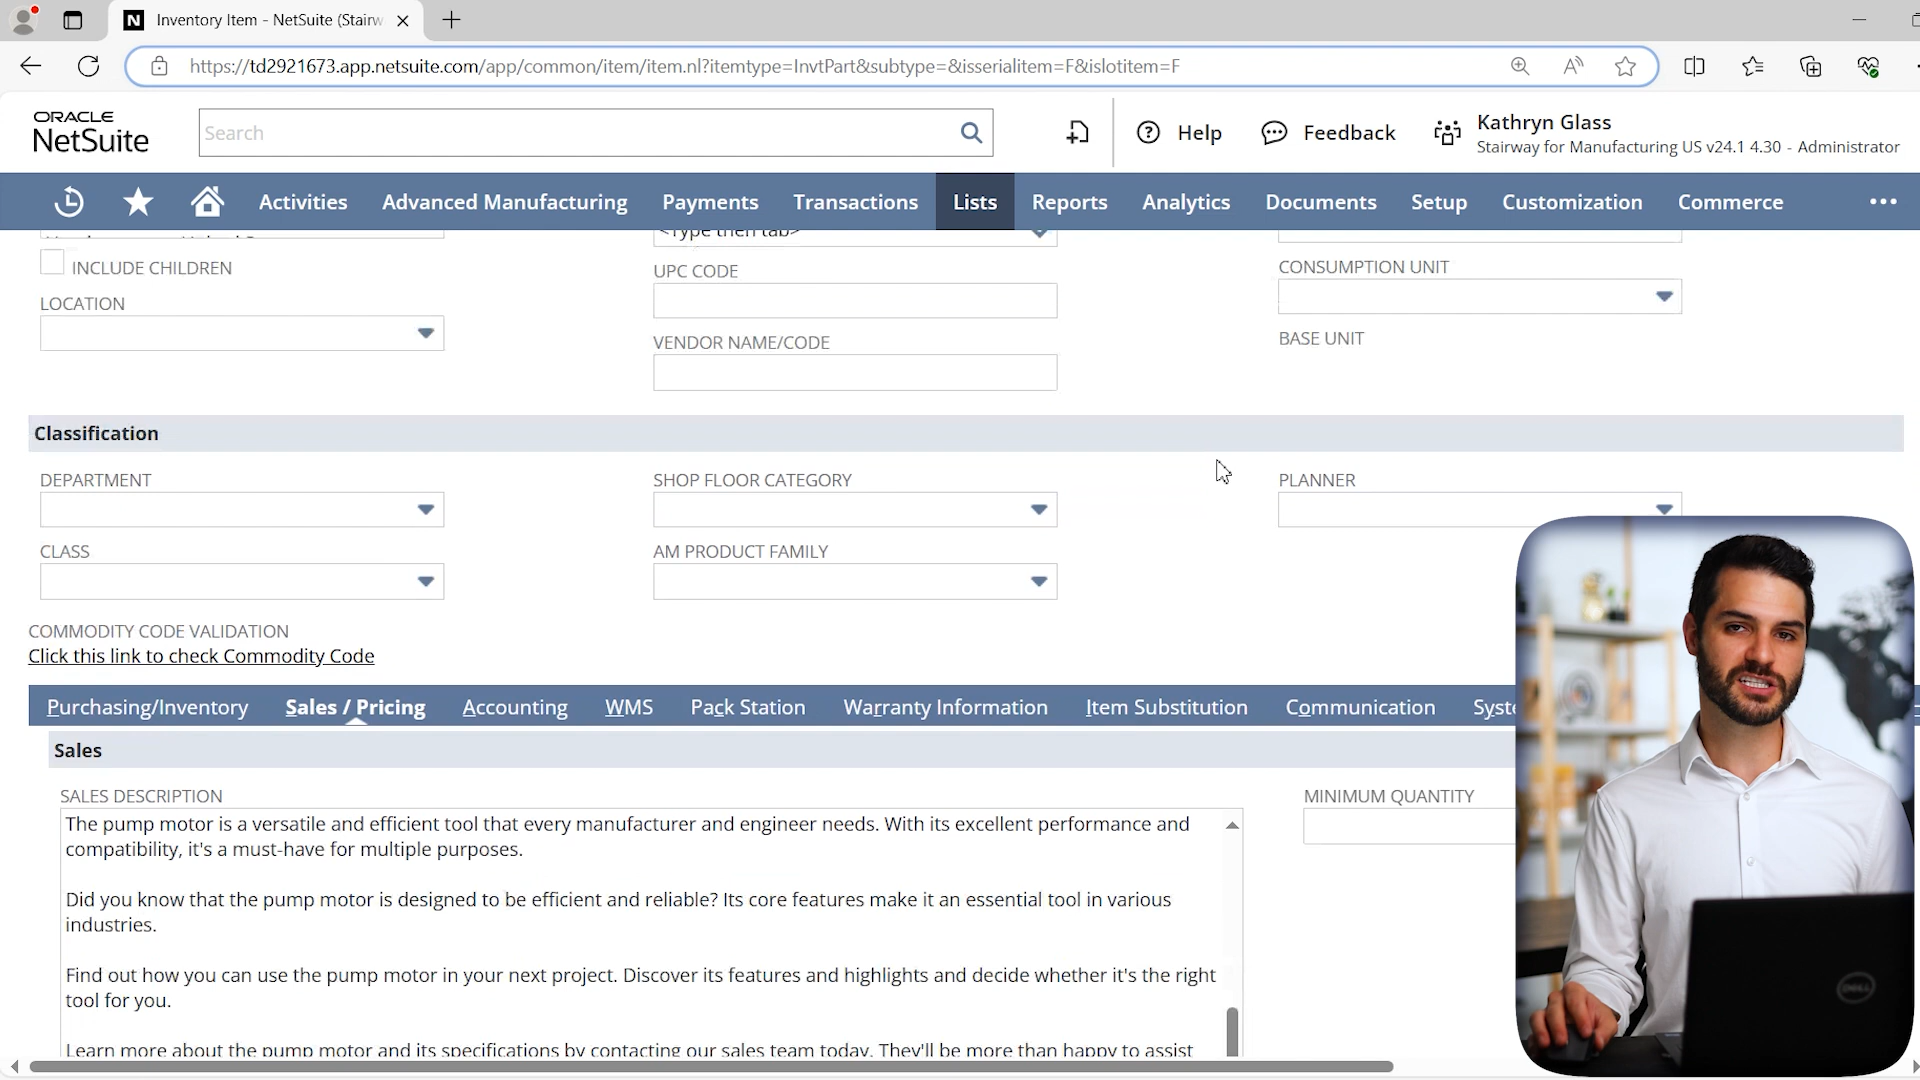 Inventory Item - NetSuite (Stairw
https://td2921673.app.netsuite.com/app/common/item/item.nl?itemtype=InvtPart&subtype=&isserialitem=F&islotitem=F
ORACLE
NetSuite
Search
Help
Feedback
Kathryn Glass
Stairway for Manufacturing US v24.1 4.30 - Administrator
Activities
Advanced Manufacturing
Payments
Transactions
Lists
Reports
Analytics
Documents
Setup
Customization
Commerce
<Type then tab>
INCLUDE CHILDREN
UPC CODE
CONSUMPTION UNIT
LOCATION
VENDOR NAME/CODE
BASE UNIT
Classification
DEPARTMENT
SHOP FLOOR CATEGORY
PLANNER
CLASS
AM PRODUCT FAMILY
COMMODITY CODE VALIDATION
Click this link to check Commodity Code
Purchasing/Inventory
Sales / Pricing
Accounting
WMS
Pack Station
Warranty Information
Item Substitution
Communication
Syste
Sales
SALES DESCRIPTION
MINIMUM QUANTITY
The pump motor is a versatile and efficient tool that every manufacturer and engineer needs. With its excellent performance and
compatibility, it's a must-have for multiple purposes.
Did you know that the pump motor is designed to be efficient and reliable? Its core features make it an essential tool in various
industries.
Find out how you can use the pump motor in your next project. Discover its features and highlights and decide whether it's the right
tool for you.
Learn more about the pump motor and its specifications by contacting our sales team today. They'll be more than happy to assist
DELL